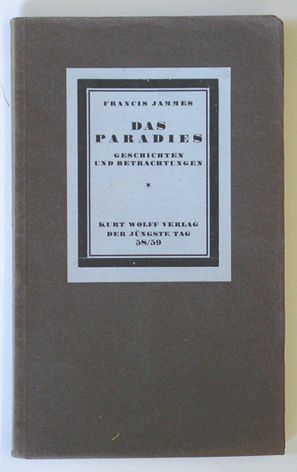 FRANCIS JAMMES
DAS
PARADIES
GESCHICHTEN
UND BETRACHTUNGEN
*
KURT WOLFF VERLAG
DER JÜNGSTE TAG
58/59